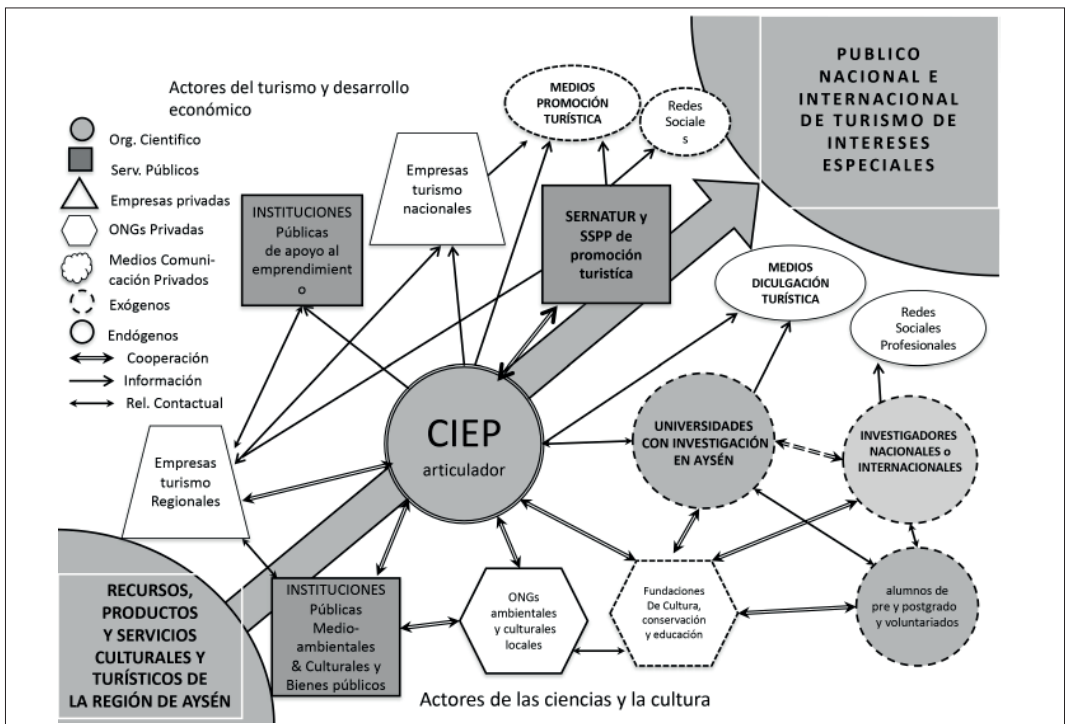 Actores del turismo y desarrollo
económico
Org. Cientifico
Serv. Públicos
Empresas privadas
ONGs Privadas
Medios Comuni-
cación Privados
Exógenos
Endógenos
Cooperación
Información
Rel. Contactual
MEDIOS
PROMOCIÓN
TURÍSTICA
Redes
Sociale
s
PUBLICO
NACIONAL E
INTERNACIONAL
DE TURISMO DE
INTERESES
ESPECIALES
Empresas
turismo
nacionales
INSTITUCIONES
Públicas
de apoyo al
emprendimient
o
SERNATUR y
SSPP de
promoción
turistíca
MEDIOS
DICULGACIÓN
TURÍSTICA
Redes
Sociales
Profesionales
CIEP
articulador
UNIVERSIDADES
CON INVESTIGACIÓN
EN AYSÉN
INVESTIGADORES
NACIONALES o
INTERNACIONALES
Empresas
turismo
Regionales
RECURSOS,
PRODUCTOS
Y SERVICIOS
CULTURALES Y
TURÍSTICOS DE
LA REGIÓN DE AYSÉN
INSTITUCIONES
Públicas
Medio-
ambientales
& Culturales y
Bienes públicos
ONGs
ambientales
y culturales
locales
Fundaciones
De Cultura,
conservación
y educación
alumnos de
pre y postgrado
y voluntariados
Actores de las ciencias y la cultura